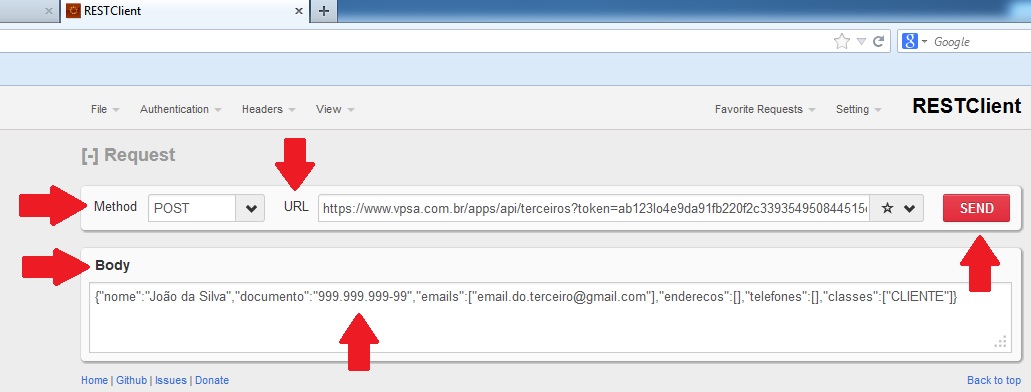 RESTClient
Google
File Authentication Headers View Favorite Requests Setting RESTClient
[-] Request
Method POST URL https://www.vpsa.com.br/apps/api/terceiros?token=ab123lo4e9da91fb220f2c339354950844515 SEND
Body
{"nome":"João da Silva","documento":"999.999.999-99","emails":["email.do.terceiro@gmail.com"],"enderecos":[],"telefones":[],"classes":["CLIENTE"]}
Home | Github | Issues | Donate Back to top